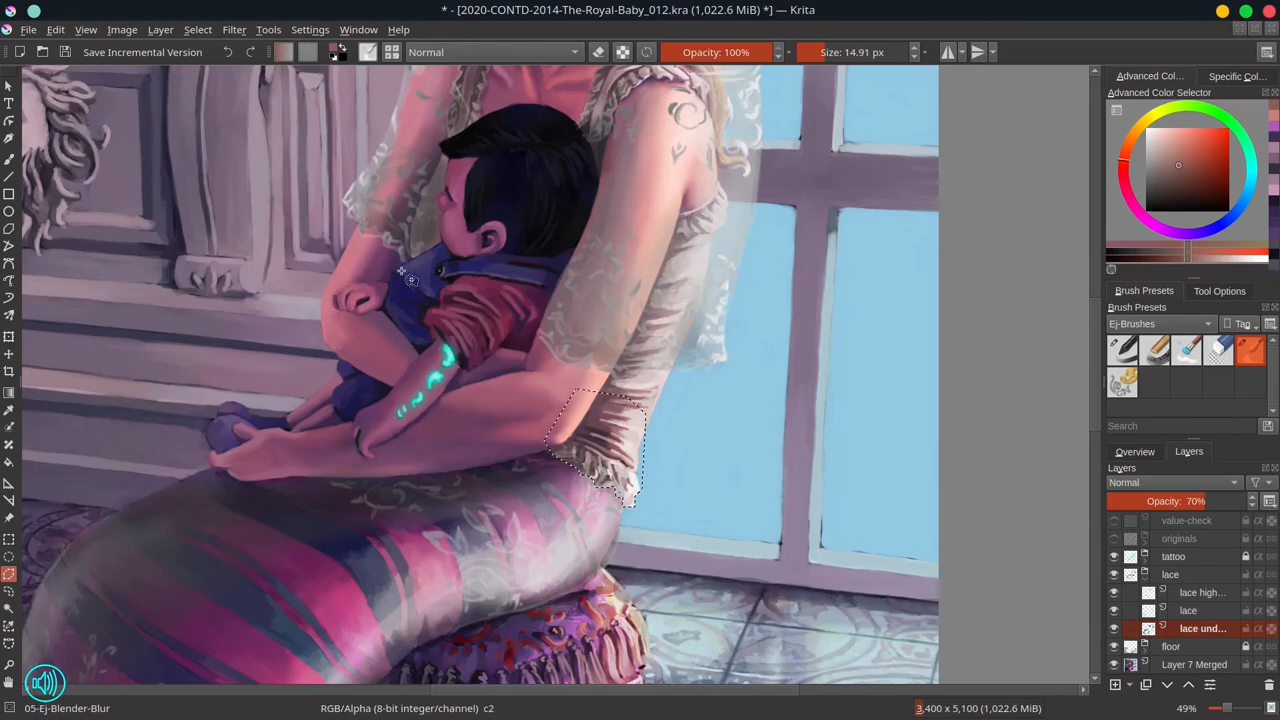 * - [2020-CONTD-2014-The-Royal-Baby_012.kra (1,022.6 MiB) *] — Krita
File Edit View Image Layer Select Filter Tools Settings Window Help
Save Incremental Version Normal Opacity: 100% Size: 14.91 px
Advanced Col... Specific Col...
Advanced Color Selector
Brush Presets Tool Options
Brush Presets
Ej-Brushes Tag
Search
Overview Layers
Layers
Normal
Opacity: 70%
value-check
originals
tattoo
lace
lace high...
lace
lace und...
floor
Layer 7 Merged
05-Ej-Blender-Blur RGB/Alpha (8-bit integer/channel) c2 3,400 x 5,100 (1,022.6 MiB) 49%